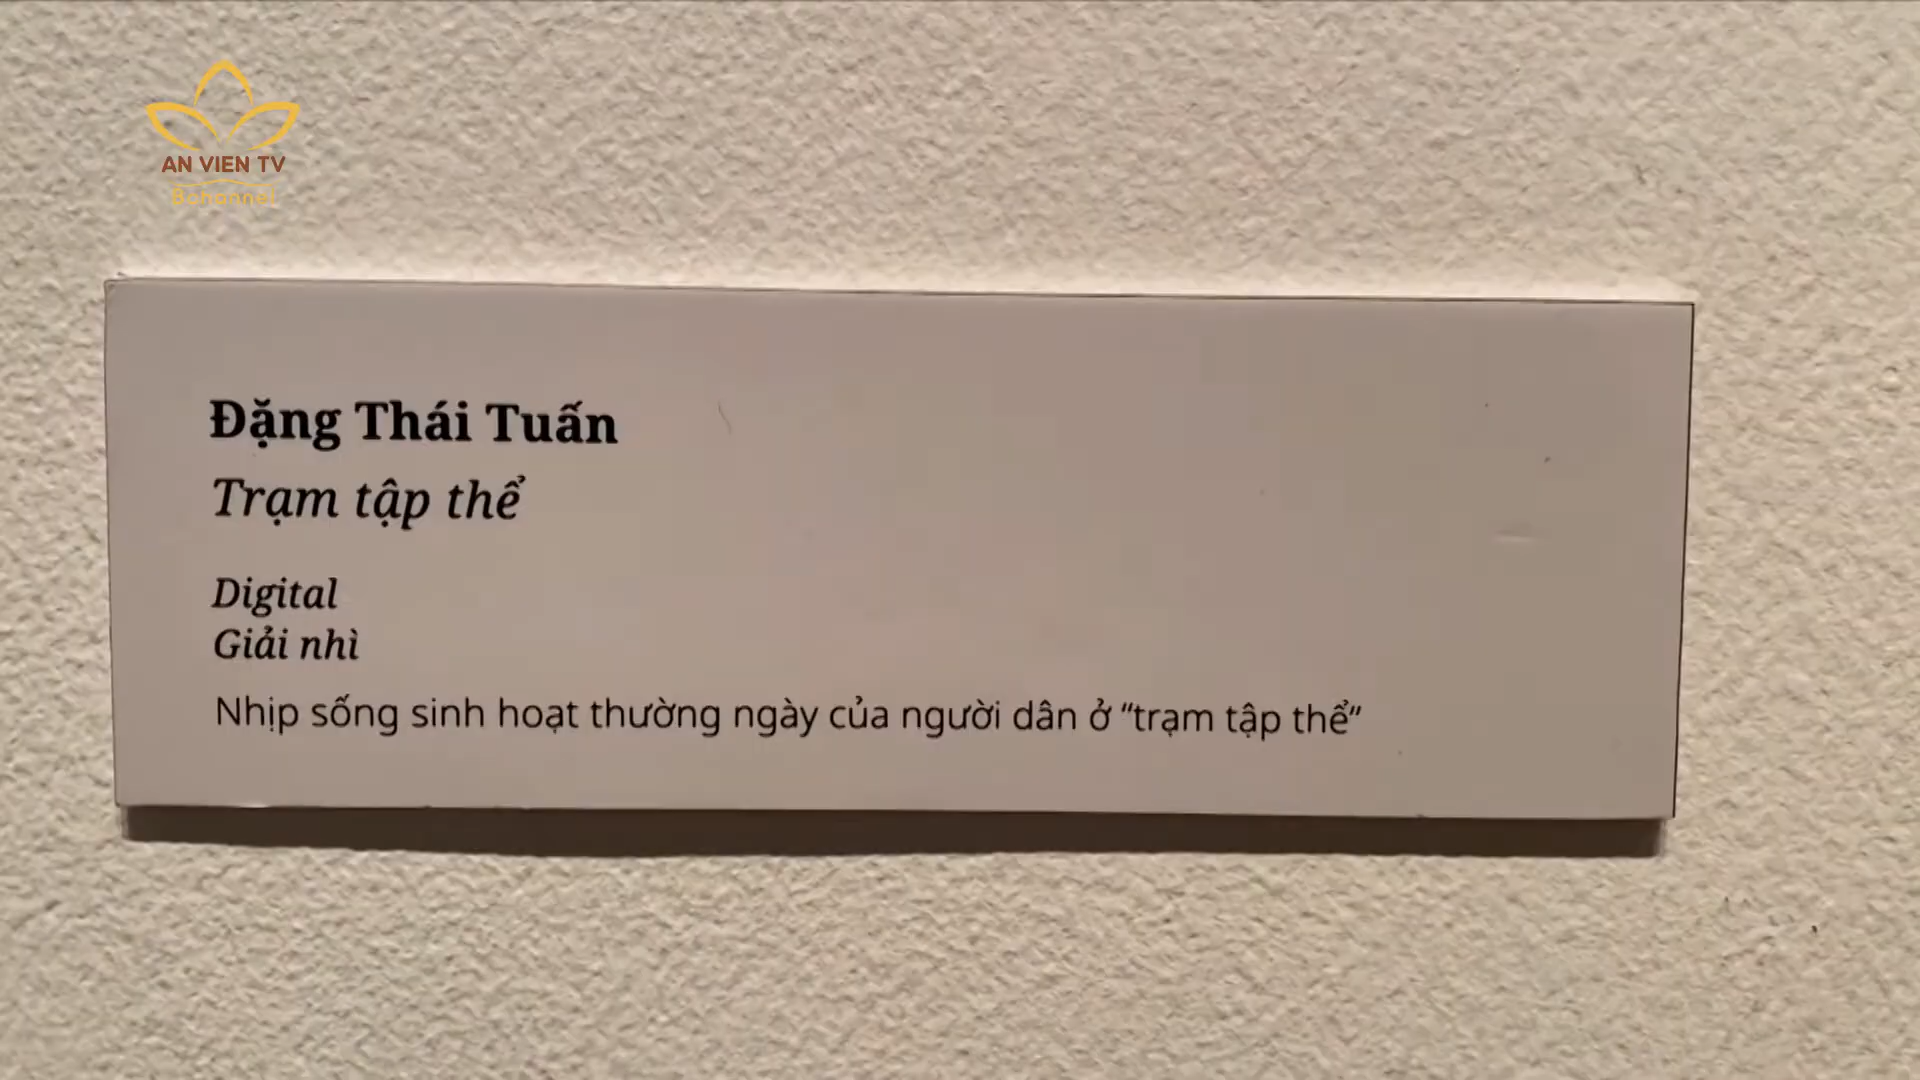 AN VIEN TV
Bchannel
Đặng Thái Tuấn
Trạm tập thể
Digital
Giải nhì
Nhịp sống sinh hoạt thường ngày của người dân ở “trạm tập thể”